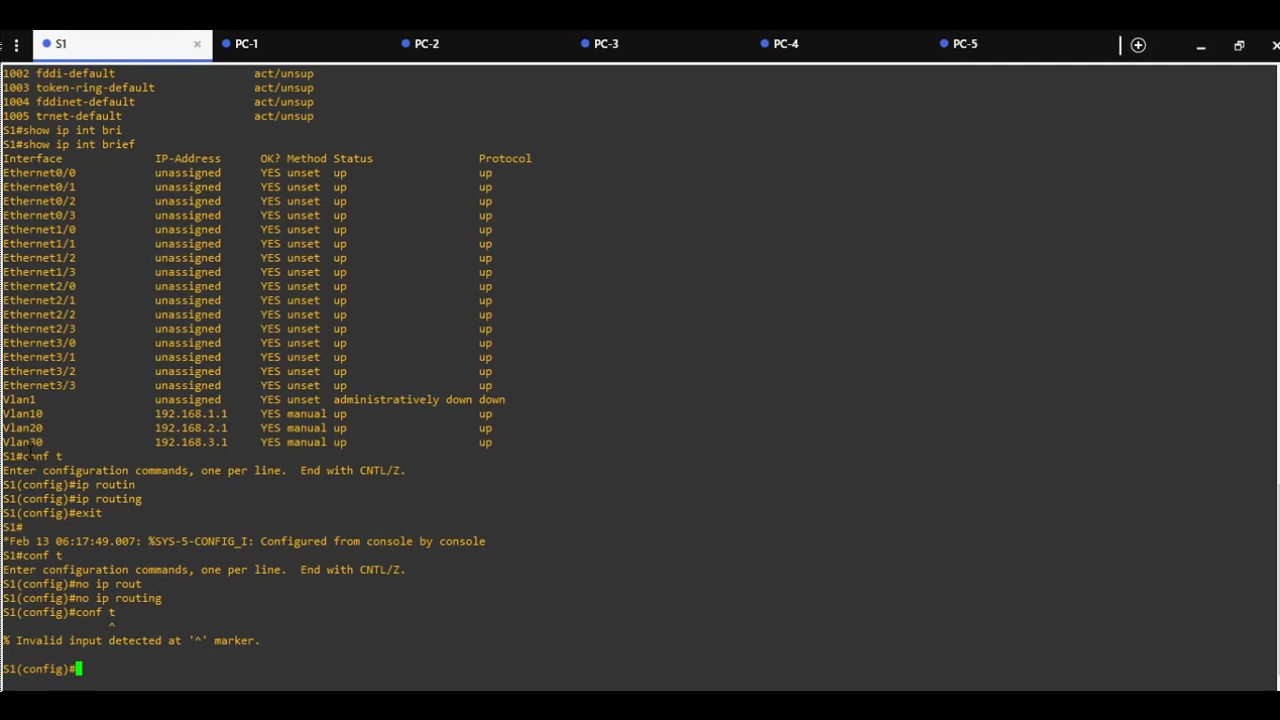 S1 PC-1 PC-2 PC-3 PC-4 PC-5
1002 fddi-default act/unsup
1003 token-ring-default act/unsup
1004 fddinet-default act/unsup
1005 trnet-default act/unsup
S1#show ip int bri
S1#show ip int brief
Interface IP-Address OK? Method Status Protocol
Ethernet0/0 unassigned YES unset up up
Ethernet0/1 unassigned YES unset up up
Ethernet0/2 unassigned YES unset up up
Ethernet0/3 unassigned YES unset up up
Ethernet1/0 unassigned YES unset up up
Ethernet1/1 unassigned YES unset up up
Ethernet1/2 unassigned YES unset up up
Ethernet1/3 unassigned YES unset up up
Ethernet2/0 unassigned YES unset up up
Ethernet2/1 unassigned YES unset up up
Ethernet2/2 unassigned YES unset up up
Ethernet2/3 unassigned YES unset up up
Ethernet3/0 unassigned YES unset up up
Ethernet3/1 unassigned YES unset up up
Ethernet3/2 unassigned YES unset up up
Ethernet3/3 unassigned YES unset up up
Vlan1 unassigned YES unset administratively down down
Vlan10 192.168.1.1 YES manual up up
Vlan20 192.168.2.1 YES manual up up
Vlan30 192.168.3.1 YES manual up up
S1#conf t
Enter configuration commands, one per line. End with CNTL/Z.
S1(config)#ip routin
S1(config)#ip routing
S1(config)#exit
S1#
*Feb 13 06:17:49.007: %SYS-5-CONFIG_I: Configured from console by console
S1#conf t
Enter configuration commands, one per line. End with CNTL/Z.
S1(config)#no ip rout
S1(config)#no ip routing
S1(config)#conf t
^
% Invalid input detected at '^' marker.
S1(config)#